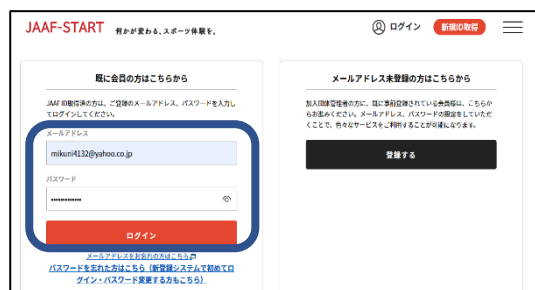 JAAF-START 何かが変わる、スポーツ体験を。
ログイン 新規ID取得
既に会員の方はこちらから
JAAF ID取得済の方は、ご登録のメールアドレス、パスワードを入力し
てログインしてください。
メールアドレス
mikuni4132@yahoo.co.jp
パスワード
ログイン
メールアドレスをお忘れの方はこちら
パスワードを忘れた方はこちら（新登録システムで初めてロ
グイン・パスワード変更する方もこちら）
メールアドレス未登録の方はこちらから
加入団体管理者の方に、既に事前登録されている会員様は、こちらか
らお進みください。メールアドレス、パスワードの設定をしていただ
くことで、色々なサービスをご利用することが可能になります。
登録する